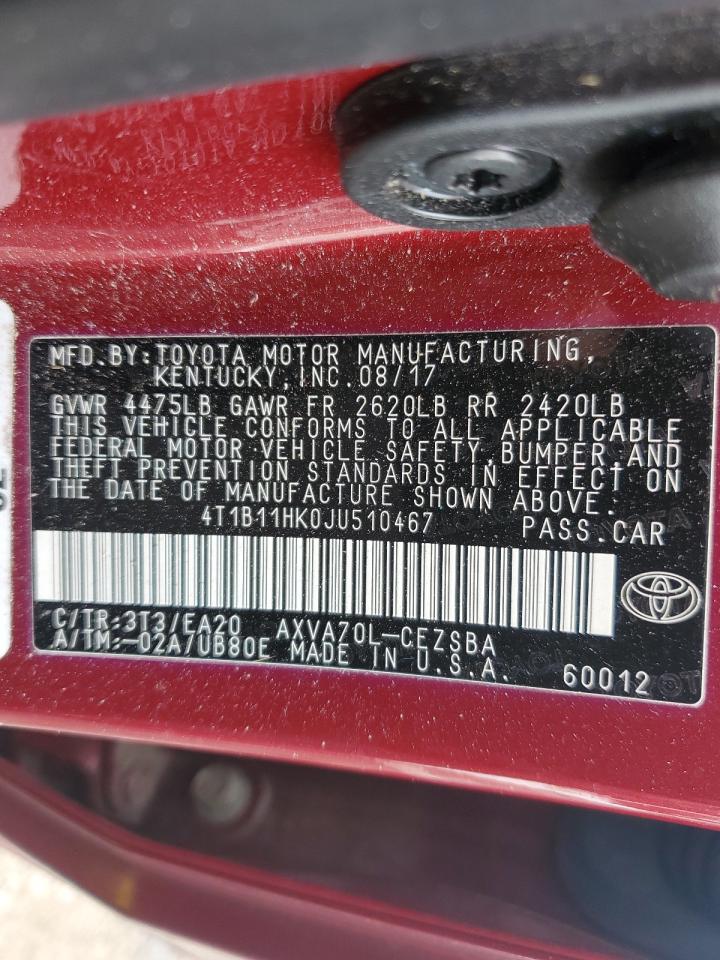 MFD.BY:TOYOTA MOTOR MANUFACTURING,
KENTUCKY,INC.08/17
GVWR 4475LB GAWR FR 2620LB RR 2420LB
THIS VEHICLE CONFORMS TO ALL APPLICABLE
FEDERAL MOTOR VEHICLE SAFETY,BUMPER AND
THEFT PREVENTION STANDARDS IN EFFECT ON
THE DATE OF MANUFACTURE SHOWN ABOVE.
4T1B11HK0JU510467 PASS.CAR
C/TR:3T3/EA20 AXVA70L-CEZSBA
A/TM:-02A/UB80E MADE IN U.S.A. 60012